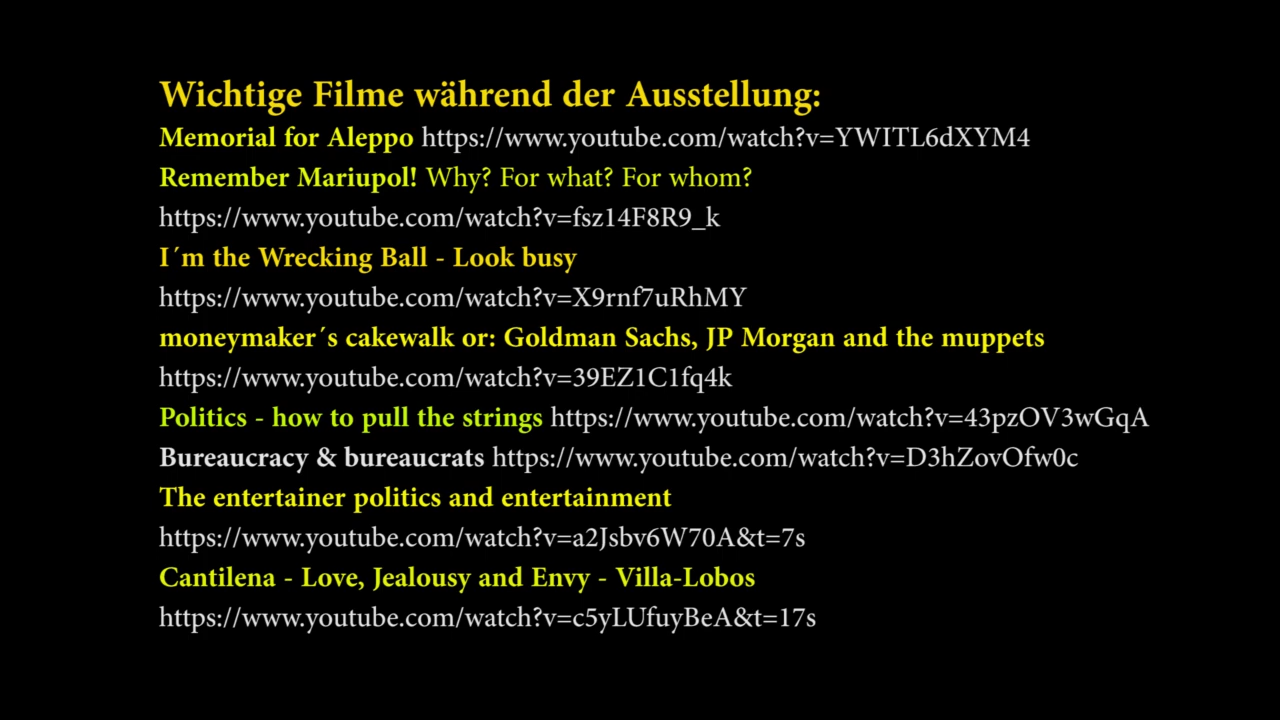 Wichtige Filme während der Ausstellung:
Memorial for Aleppo https://www.youtube.com/watch?v=YWITL6dXYM4
Remember Mariupol! Why? For what? For whom?
https://www.youtube.com/watch?v=fsz14F8R9_k
I´m the Wrecking Ball - Look busy
https://www.youtube.com/watch?v=X9rnf7uRhMY
moneymaker´s cakewalk or: Goldman Sachs, JP Morgan and the muppets
https://www.youtube.com/watch?v=39EZ1C1fq4k
Politics - how to pull the strings https://www.youtube.com/watch?v=43pzOV3wGqA
Bureaucracy & bureaucrats https://www.youtube.com/watch?v=D3hZovOfw0c
The entertainer politics and entertainment
https://www.youtube.com/watch?v=a2Jsbv6W70A&t=7s
Cantilena - Love, Jealousy and Envy - Villa-Lobos
https://www.youtube.com/watch?v=c5yLUfuyBeA&t=17s